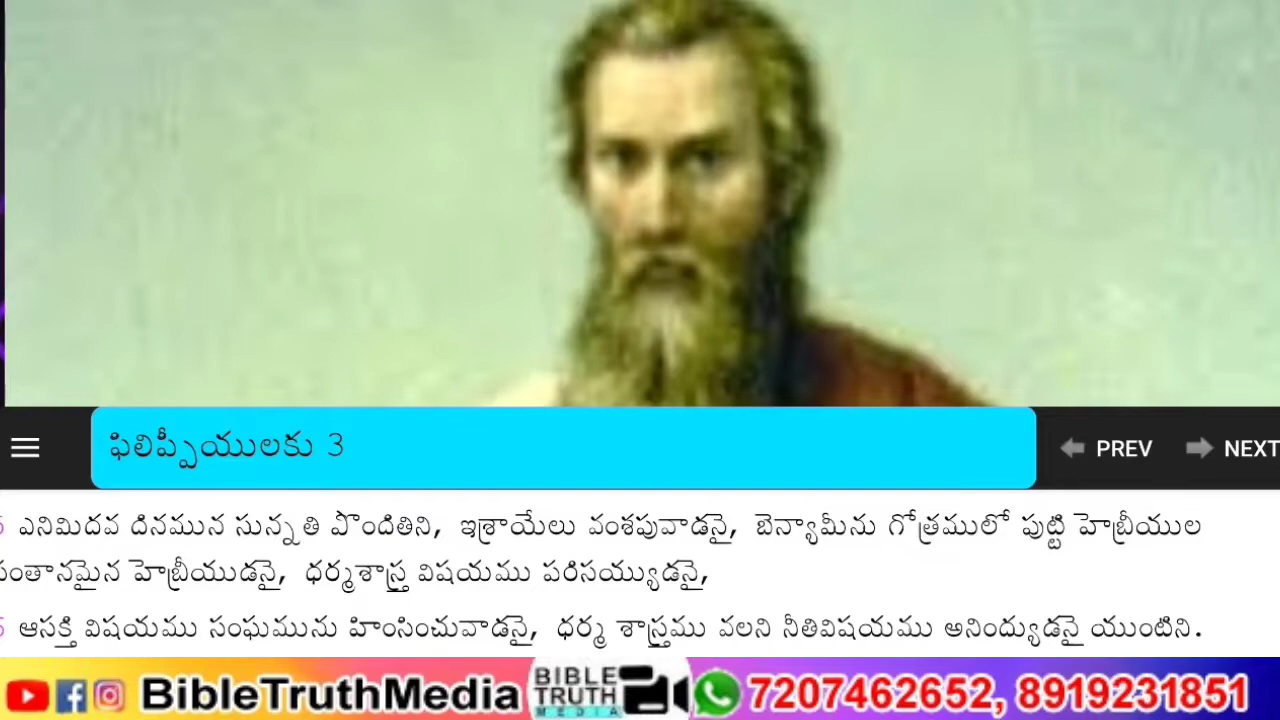 ఫిలిప్పీయులకు 3
PREV
NEXT
ఎనిమిదవ దినమున సున్నతి పొందితిని, ఇశ్రాయేలు వంశపువాడనై, బెన్యామీను గోత్రములో పుట్టి హెబ్రీయుల
సంతానమైన హెబ్రీయుడనై, ధర్మశాస్త్ర విషయము పరిసయ్యుడనై,
ఆసక్తి విషయము సంఘమును హింసించువాడనై, ధర్మ శాస్త్రము వలని నీతివిషయము అనింద్యుడనై యుంటిని.
BibleTruthMedia
BIBLE
TRUTH
MEDIA
7207462652, 8919231851